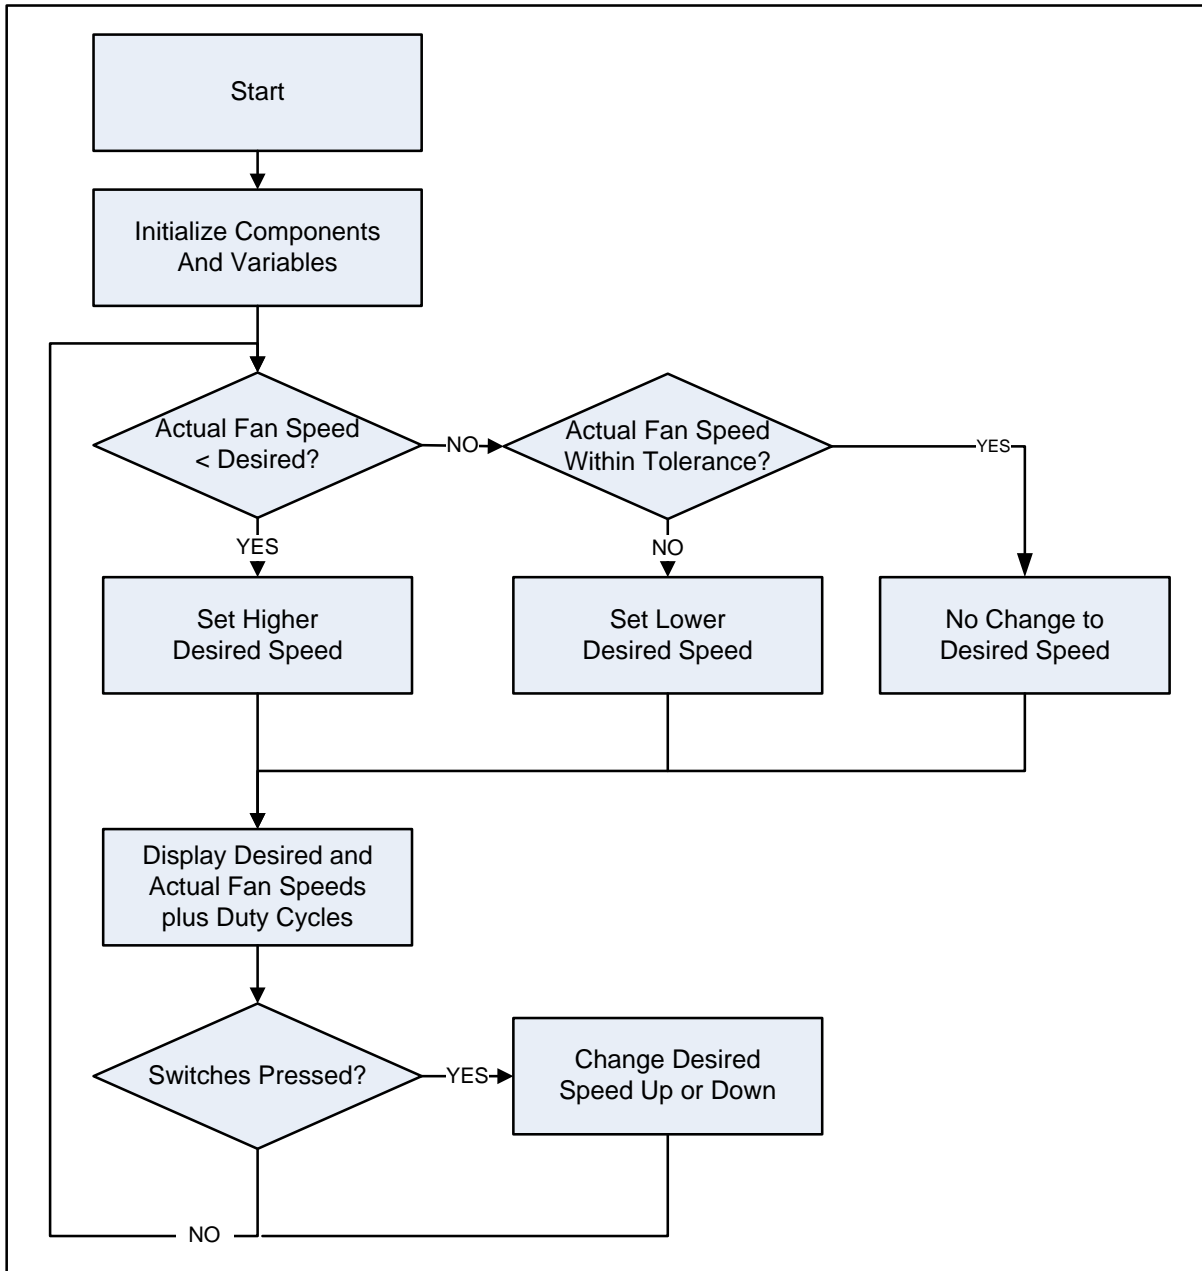 Start
Initialize Components
And Variables
Actual Fan Speed
< Desired?
NO
Actual Fan Speed
Within Tolerance?
YES
YES
NO
Set Higher
Desired Speed
Set Lower
Desired Speed
No Change to
Desired Speed
Display Desired and
Actual Fan Speeds
plus Duty Cycles
Switches Pressed?
YES
Change Desired
Speed Up or Down
NO